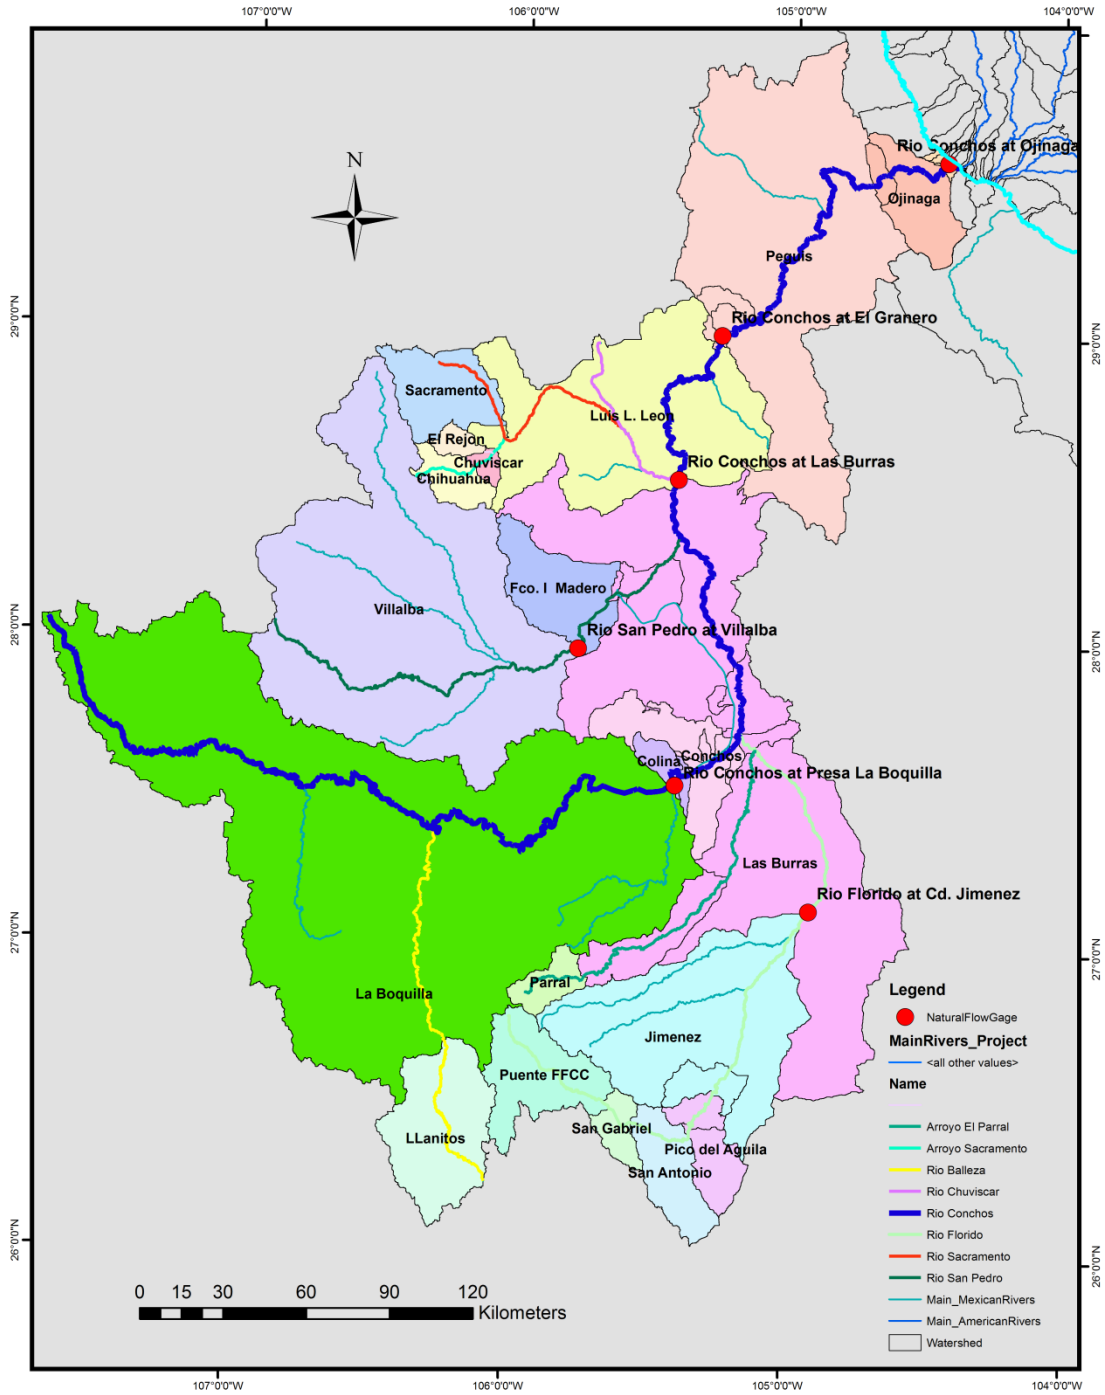 107°0'0"W
106°0'0"W
105°0'0"W
104°0'0"W
N
Rio Conchos at Ojinaga
Ojinaga
Peguis
29°0'0"N
Rio Conchos at El Granero
29°0'0"N
Sacramento
Luis L. Leon
El Rejon
Chuviscar
Rio Conchos at Las Burras
Chihuahua
Fco. I Madero
Villalba
28°0'0"N
Rio San Pedro at Villalba
28°0'0"N
Conchos
Colina
Rio Conchos at Presa La Boquilla
Las Burras
Rio Florido at Cd. Jimenez
27°0'0"N
27°0'0"N
Parral
La Boquilla
Jimenez
Puente FFCC
San Gabriel
LLanitos
Pico del Aguila
San Antonio
26°0'0"N
26°0'0"N
Legend
NaturalFlowGage
MainRivers_Project
<all other values>
Name
Arroyo El Parral
Arroyo Sacramento
Rio Balleza
Rio Chuviscar
Rio Conchos
Rio Florido
Rio Sacramento
Rio San Pedro
Main_MexicanRivers
Main_AmericanRivers
Watershed
0 15 30 60 90 120
Kilometers
107°0'0"W
106°0'0"W
105°0'0"W
104°0'0"W